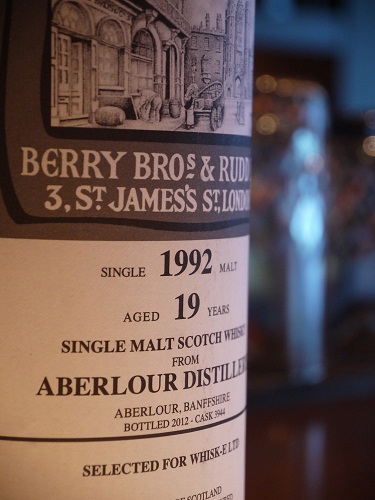 BERRY BROS & RUDD
3, ST. JAMES'S ST, LONDON
SINGLE 1992 MALT
AGED 19 YEARS
SINGLE MALT SCOTCH WHISKY
FROM
ABERLOUR DISTILLERY
ABERLOUR, BANFFSHIRE
BOTTLED 2012 - CASK 3944
SELECTED FOR WHISK-E LTD
SCOTLAND